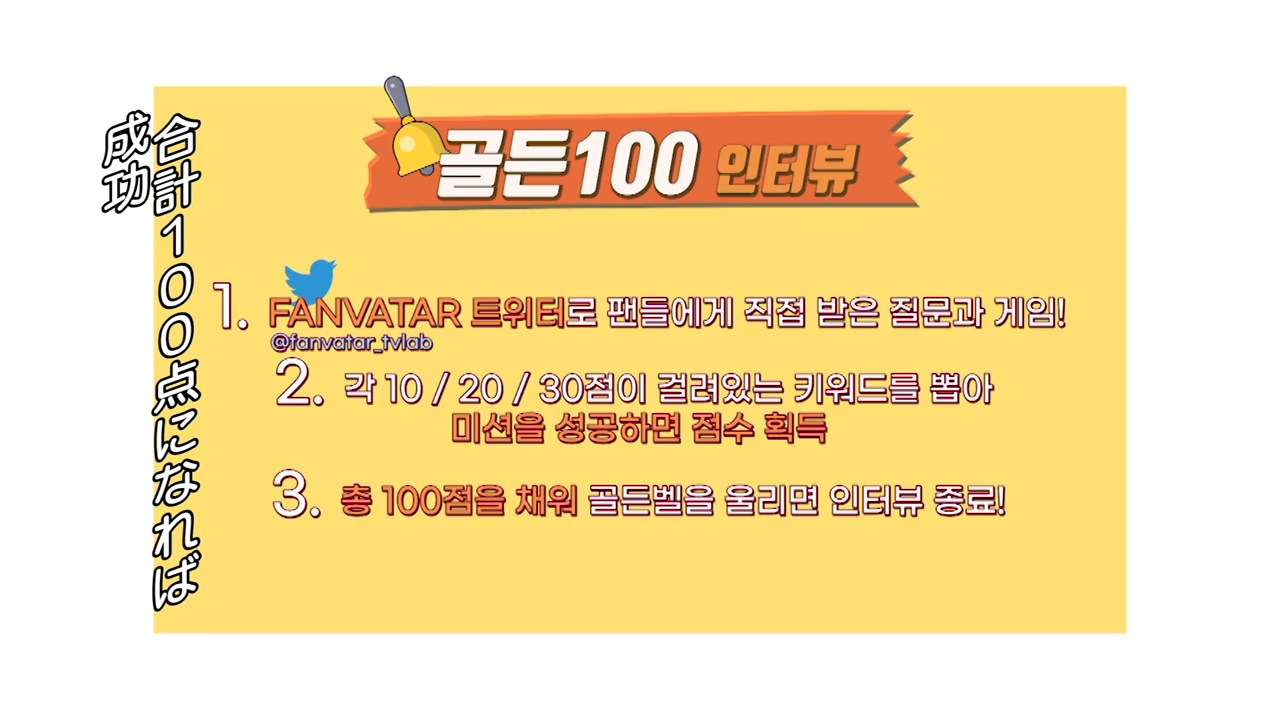 골든100 인터뷰
1. FANVATAR 트위터로 팬들에게 직접 받은 질문과 게임!
@fanvatar_tvlab
2. 각 10 / 20 / 30점이 걸려있는 키워드를 뽑아
미션을 성공하면 점수 획득
3. 총 100점을 채워 골든벨을 울리면 인터뷰 종료!
合計100点になれば
成功